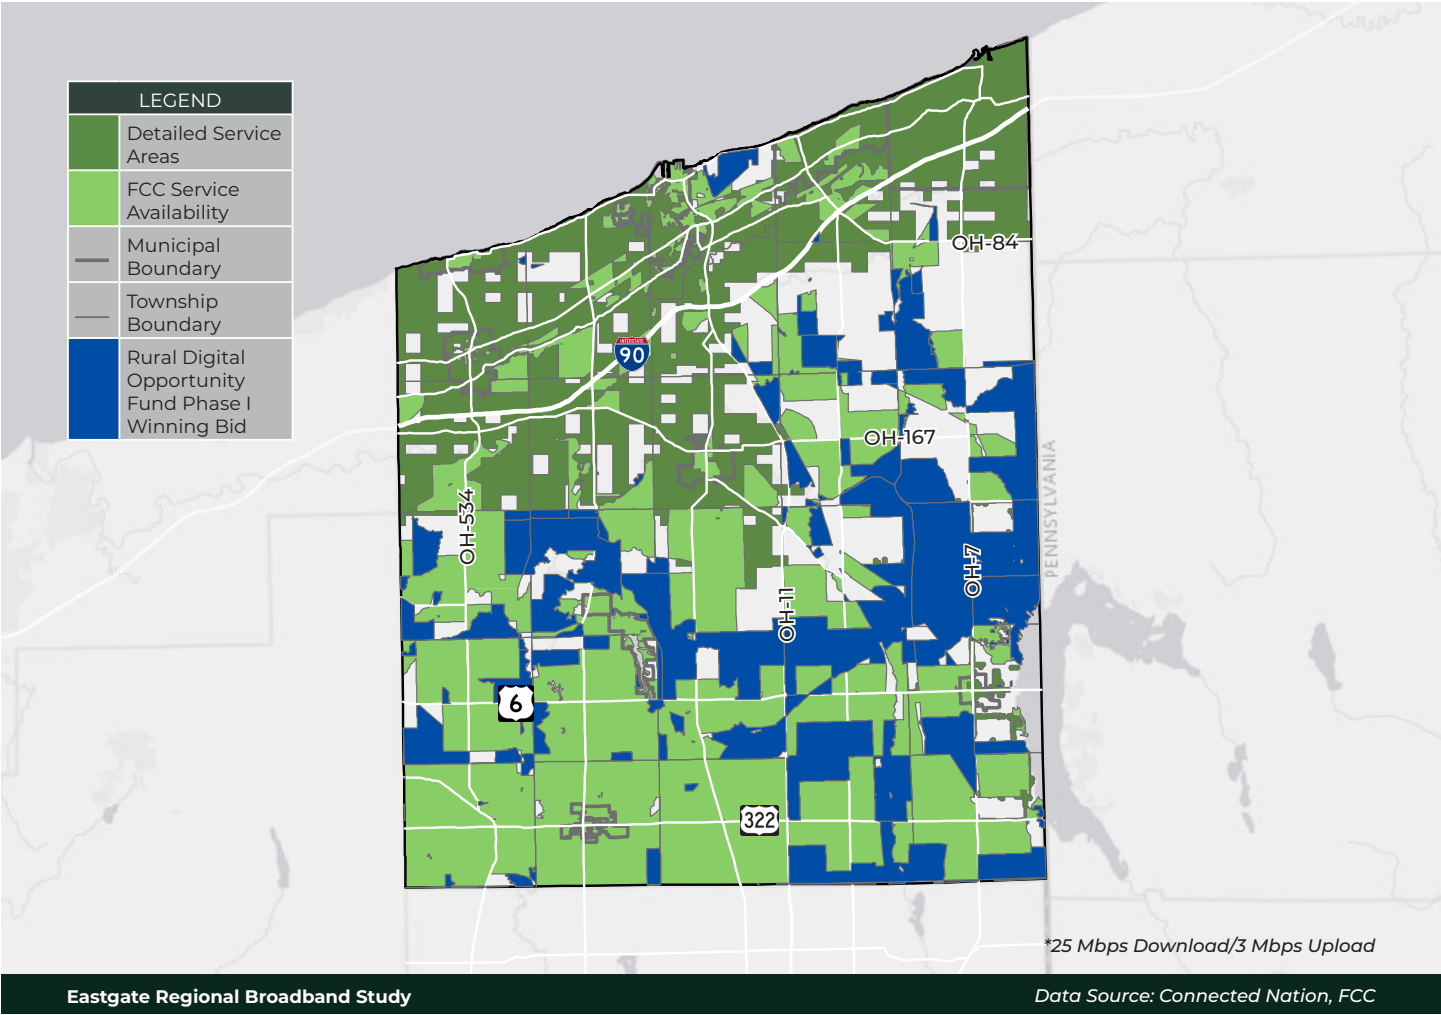 LEGEND
Detailed Service
Areas
FCC Service
Availability
Municipal
Boundary
Township
Boundary
Rural Digital
Opportunity
Fund Phase I
Winning Bid
OH-84
INTERSTATE
90
OH-167
PENNSYLVANIA
OH-534
OH-7
OH-11
6
322
*25 Mbps Download/3 Mbps Upload
Eastgate Regional Broadband Study
Data Source: Connected Nation, FCC